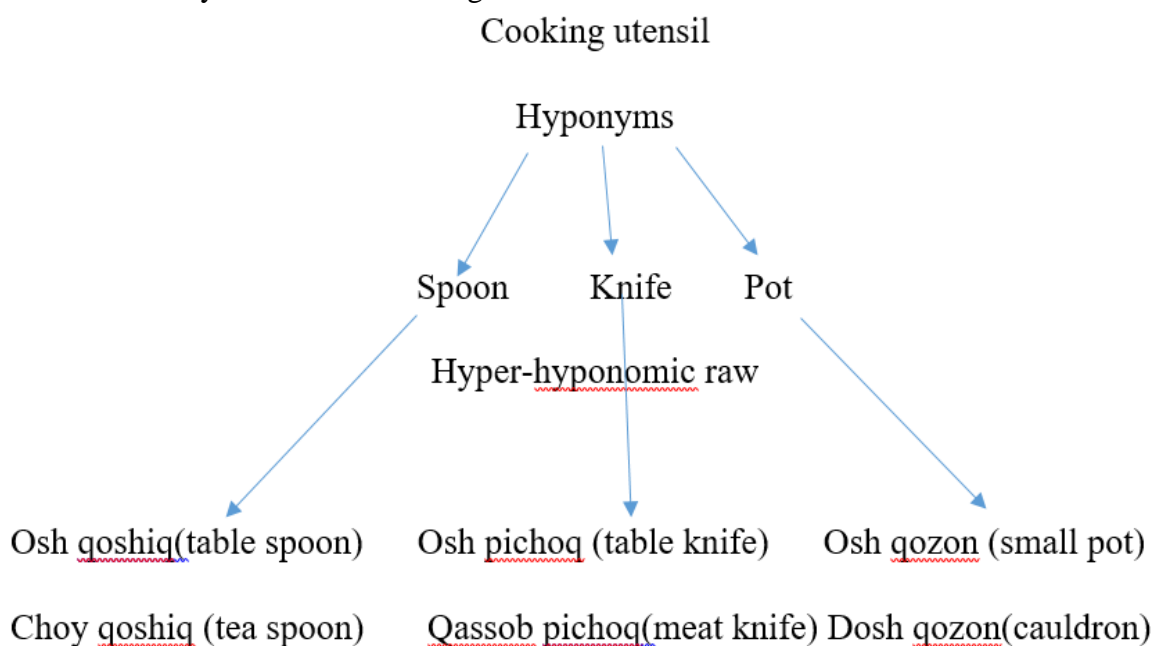 Cooking utensil
Hyponyms
Spoon Knife Pot
Hyper-hyponomic raw
Osh qoshiq(table spoon) Osh pichoq (table knife) Osh qozon (small pot)
Choy qoshiq (tea spoon) Qassob pichoq(meat knife) Dosh qozon(cauldron)